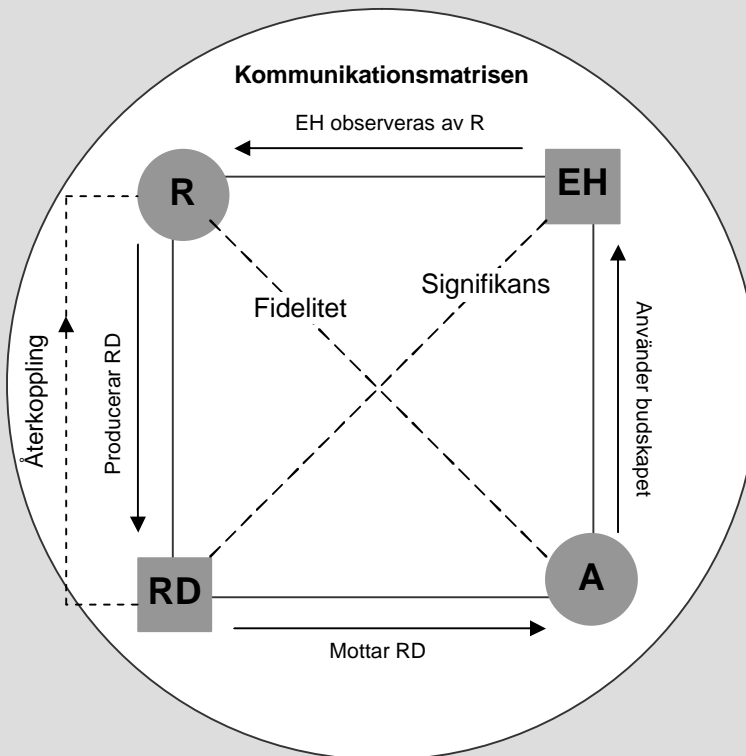 Kommunikationsmatrisen
EH observeras av R
R
EH
Signifikans
Fidelitet
Återkoppling
Producerar RD
Använder budskapet
RD
A
Mottar RD